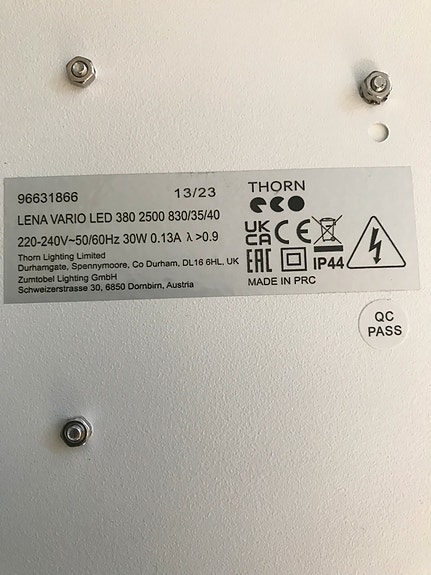 96631866 13/23
LENA VARIO LED 380 2500 830/35/40
220-240V~50/60Hz 30W 0.13A λ >0.9
Thorn Lighting Limited
Durhamgate, Spennymoore, Co Durham, DL16 6HL, UK
Zumtobel Lighting GmbH
Schweizerstrasse 30, 6850 Dornbirn, Austria
THORN
eco
UK
CA CE
EAC IP44
MADE IN PRC
QC
PASS